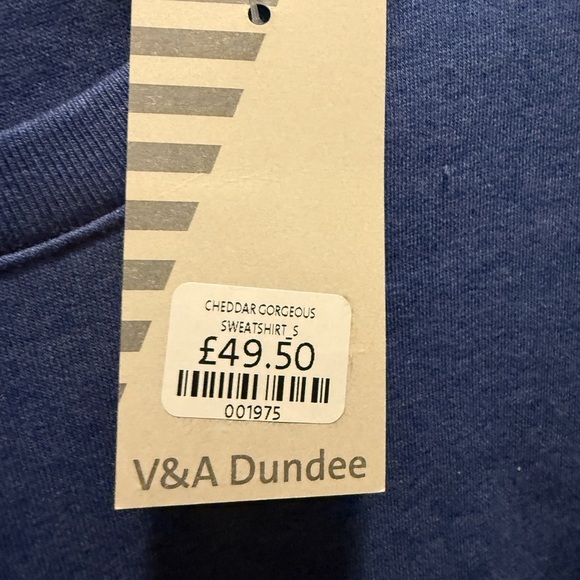 CHEDDAR GORGEOUS
SWEATSHIRT_S
£49.50
001975
V&A Dundee